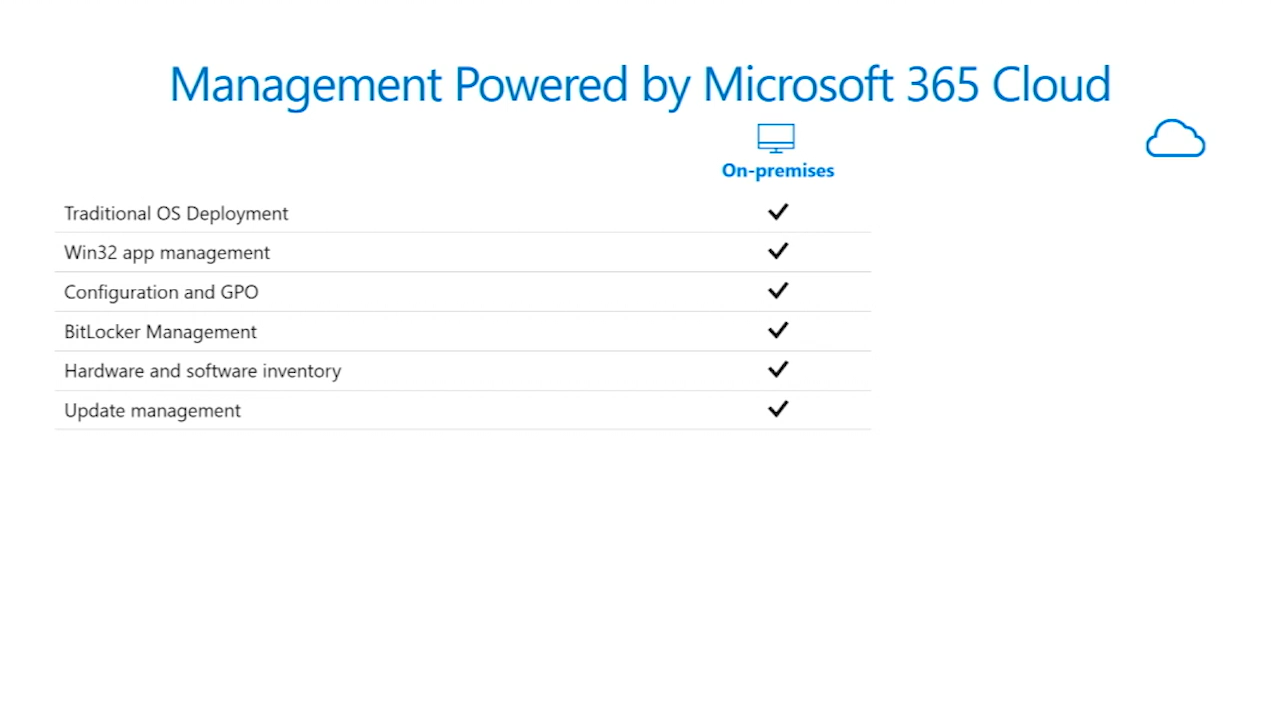 Management Powered by Microsoft 365 Cloud
On-premises
Traditional OS Deployment
Win32 app management
Configuration and GPO
BitLocker Management
Hardware and software inventory
Update management